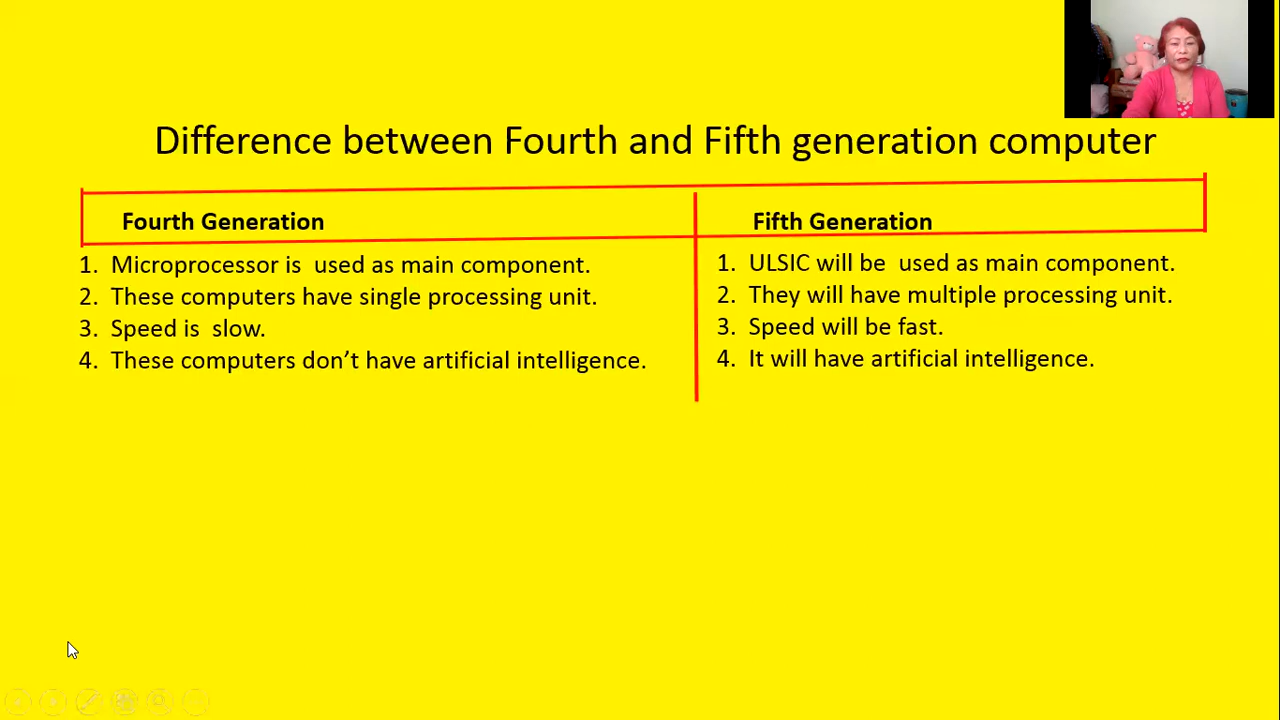 Difference between Fourth and Fifth generation computer
Fourth Generation
1. Microprocessor is used as main component.
2. These computers have single processing unit.
3. Speed is slow.
4. These computers don’t have artificial intelligence.
Fifth Generation
1. ULSIC will be used as main component.
2. They will have multiple processing unit.
3. Speed will be fast.
4. It will have artificial intelligence.